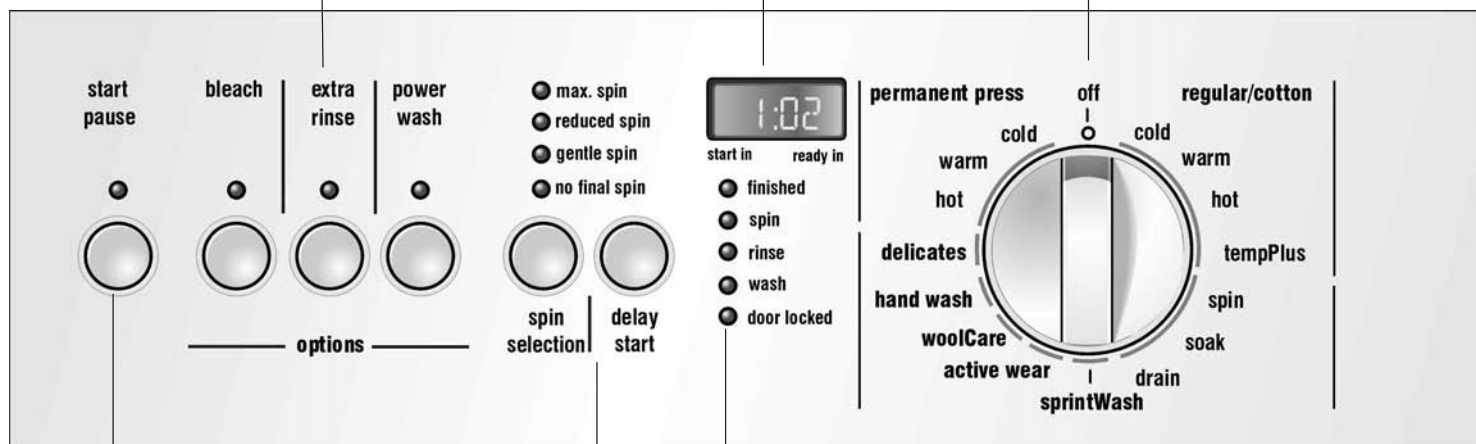 start
pause
bleach
extra
rinse
power
wash
options
max. spin
reduced spin
gentle spin
no final spin
spin
selection
delay
start
1:02
start in
ready in
finished
spin
rinse
wash
door locked
permanent press
off
regular/cotton
cold
warm
hot
delicates
hand wash
woolCare
active wear
sprintWash
cold
warm
hot
tempPlus
spin
soak
drain